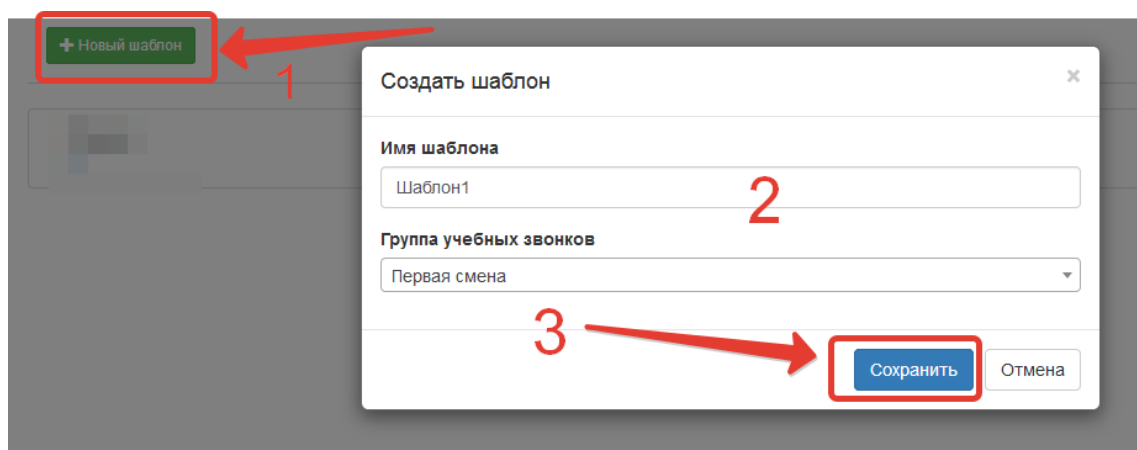 + Новый шаблон
1
Создать шаблон ×
Имя шаблона
Шаблон1
2
Группа учебных звонков
Первая смена
3
Сохранить Отмена